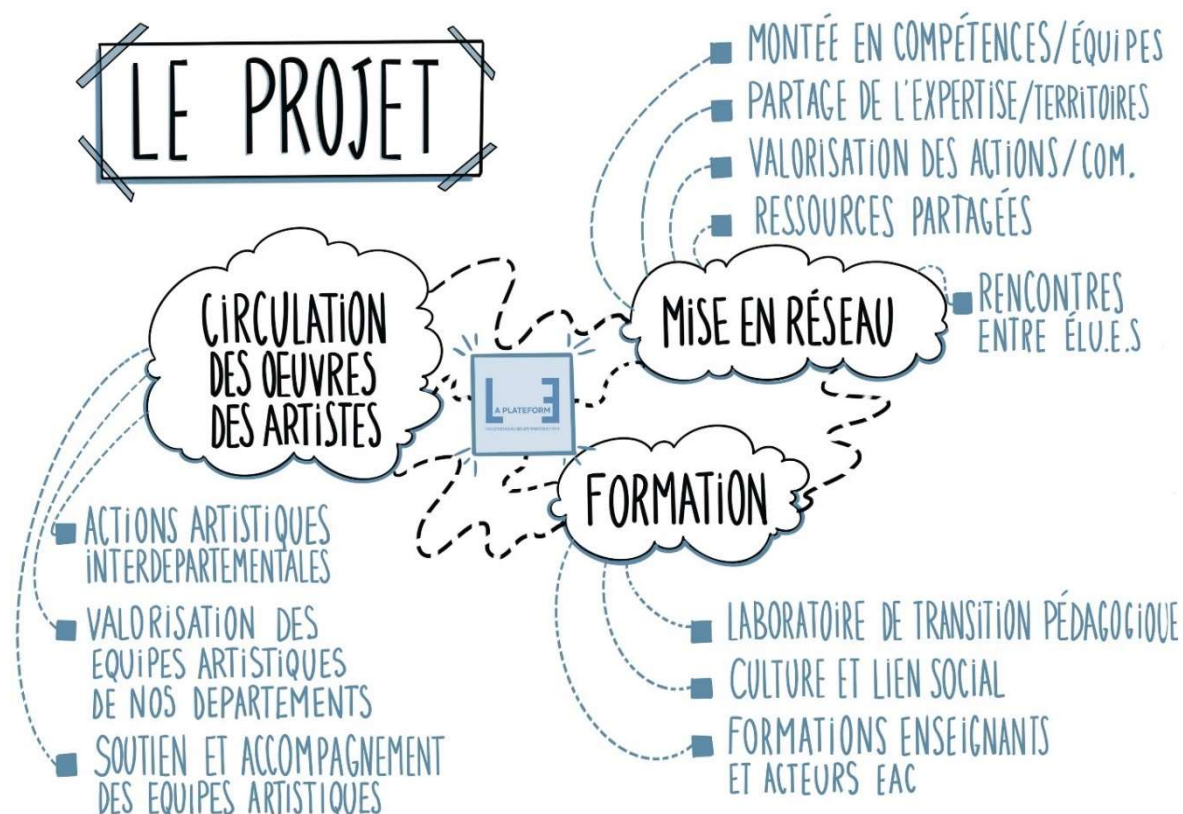 LE PROJET
MONTÉE EN COMPÉTENCES/ÉQUIPES
PARTAGE DE L'EXPERTISE/TERRITOIRES
VALORISATION DES ACTIONS/COM.
RESSOURCES PARTAGÉES
MISE EN RÉSEAU
RENCONTRES
ENTRE ÉLU.E.S
CIRCULATION
DES OEUVRES
DES ARTISTES
LA PLATEFORME
FORMATION
ACTIONS ARTISTIQUES
INTERDEPARTEMENTALES
VALORISATION DES
EQUIPES ARTISTIQUES
DE NOS DEPARTEMENTS
SOUTIEN ET ACCOMPAGNEMENT
DES EQUIPES ARTISTIQUES
LABORATOIRE DE TRANSITION PÉDAGOGIQUE
CULTURE ET LIEN SOCIAL
FORMATIONS ENSEIGNANTS
ET ACTEURS EAC